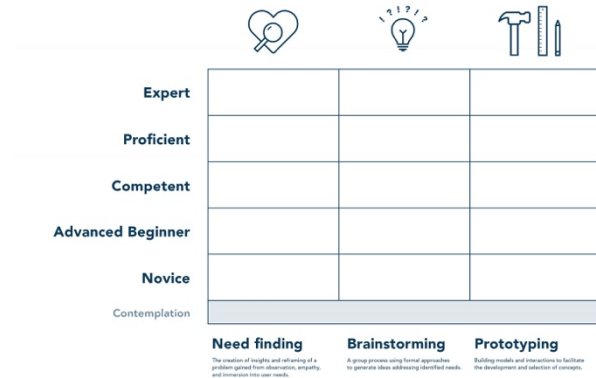 ! ? ! ? ! ?
Expert
Proficient
Competent
Advanced Beginner
Novice
Contemplation
Need finding
The creation of insights and reframing of a
problem gained from observation, empathy,
and immersion into user needs.
Brainstorming
A group process using formal approaches
to generate ideas addressing identified needs.
Prototyping
Building models and interactions to facilitate
the development and selection of concepts.